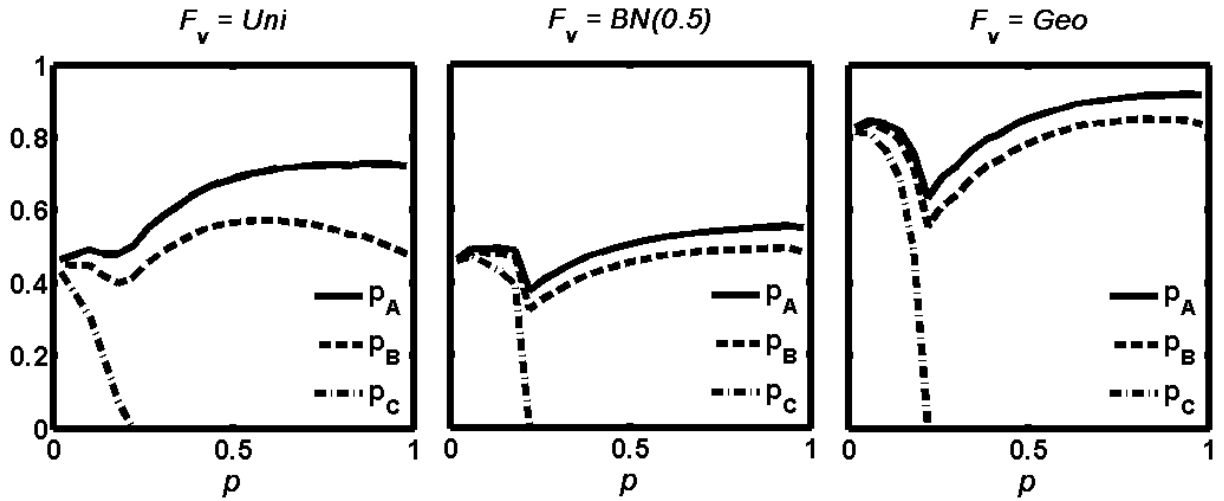 F_v = Uni
F_v = BN(0.5)
F_v = Geo
1
0.8
0.6
0.4
0.2
0
p_A
p_B
p_C
p_A
p_B
p_C
p_A
p_B
p_C
0 0.5 1
0 0.5 1
0 0.5 1
p
p
p